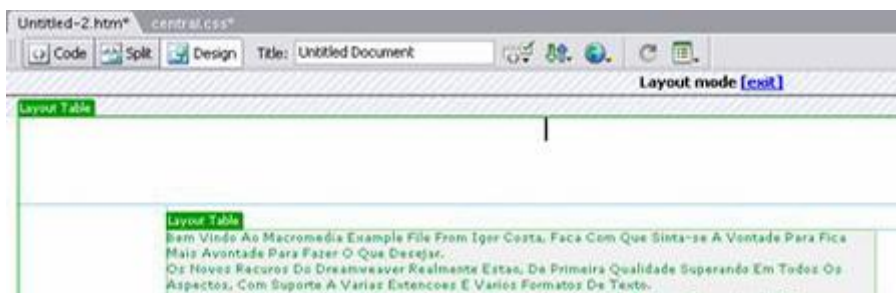 Untitled-2.htm* central.css*
Code Split Design Title: Untitled Document
Layout mode [exit]
Layout Table
Layout Table
Bem Vindo Ao Macromedia Example File From Igor Costa, Faca Com Que Sinta-se A Vontade Para Fica
Mais Avontade Para Fazer O Que Desejar.
Os Novos Recuros Do Dreamweaver Realmente Estao, De Primeira Qualidade Superando Em Todos Os
Aspectos, Com Suporte A Varias Extencoes E Varios Formatos De Texto.